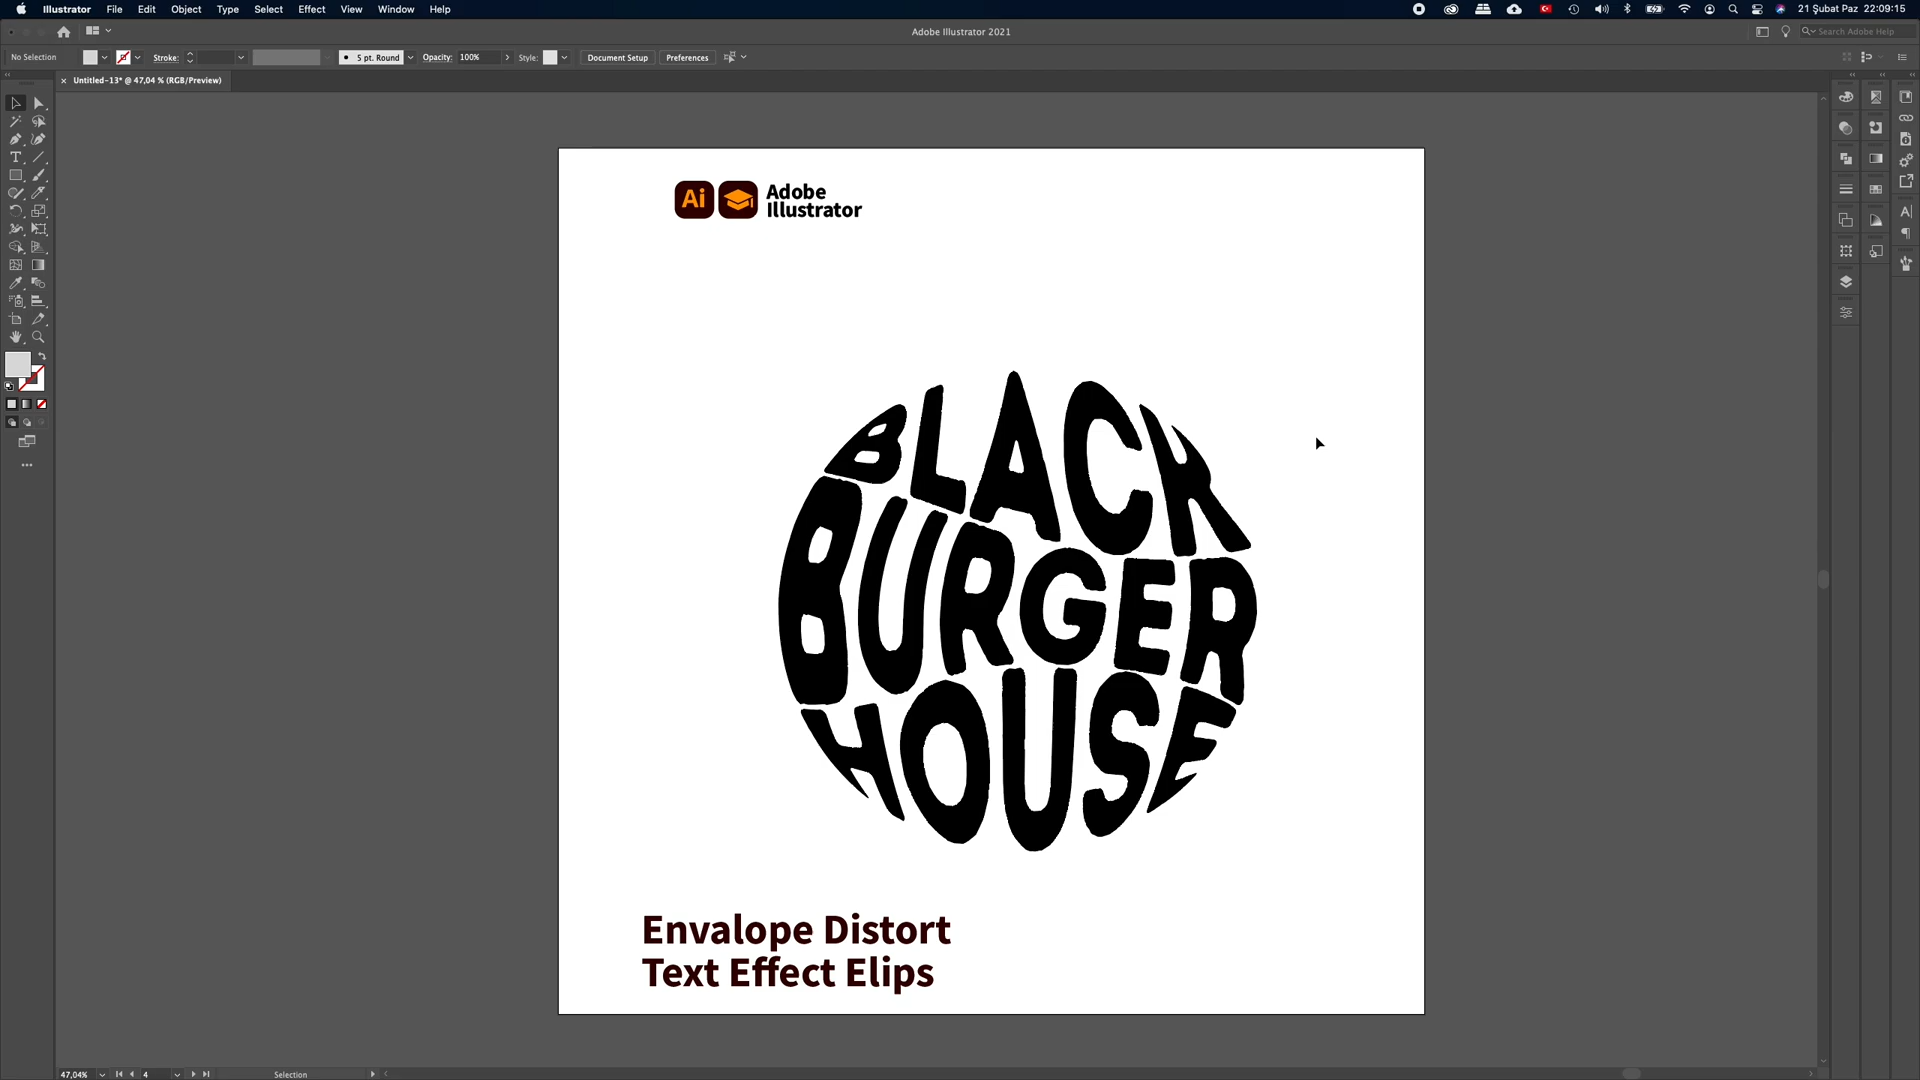 Illustrator File Edit Object Type Select Effect View Window Help
21 Şubat Paz 22:09:15
Adobe Illustrator 2021
Search Adobe Help
No Selection
Stroke:
5 pt. Round
Opacity: 100%
Style:
Document Setup
Preferences
Untitled-13* @ 47,04 % (RGB/Preview)
Ai
Adobe
Illustrator
BLACK
BURGER
HOUSE
Envalope Distort
Text Effect Elips
47,04%
4
Selection